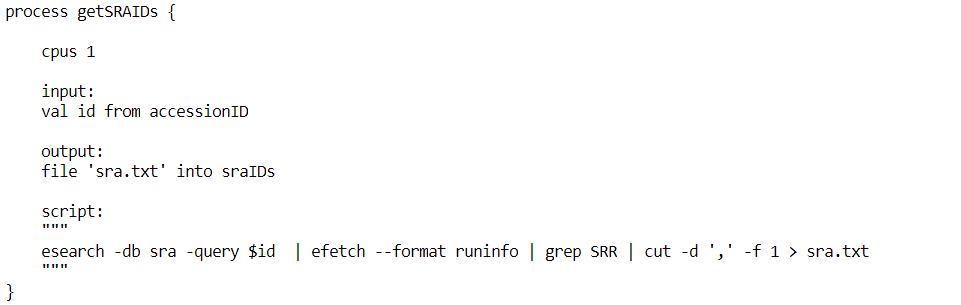 process getSRAIDs {
cpus 1
input:
val id from accessionID
output:
file 'sra.txt' into sraIDs
script:
"""
esearch -db sra -query $id  | efetch --format runinfo | grep SRR | cut -d ',' -f 1 > sra.txt
"""
}